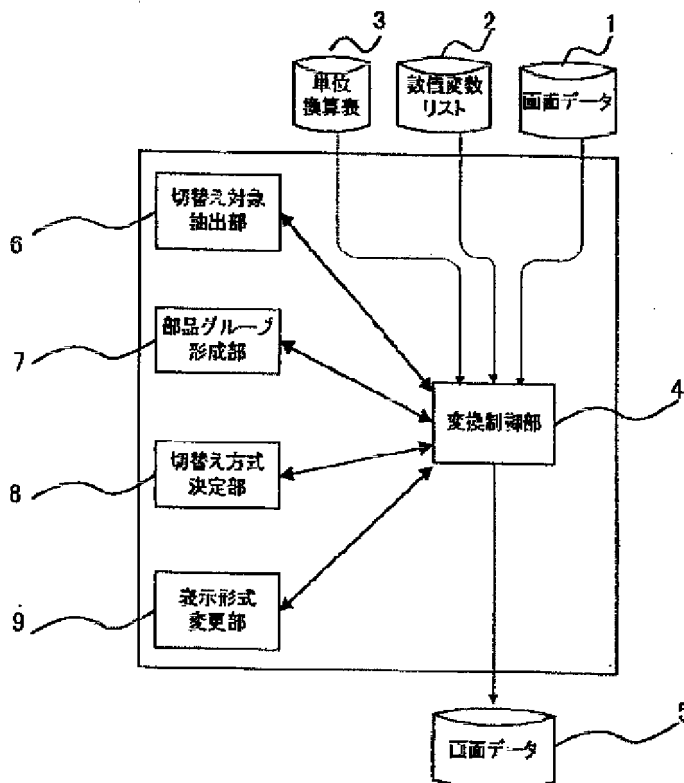 3
2
1
単位
換算表
数値変数
リスト
画面データ
切替え対象
抽出部
6
部品グループ
形成部
7
変換制御部
4
切替え方式
決定部
8
表示形式
変更部
9
画面データ
5